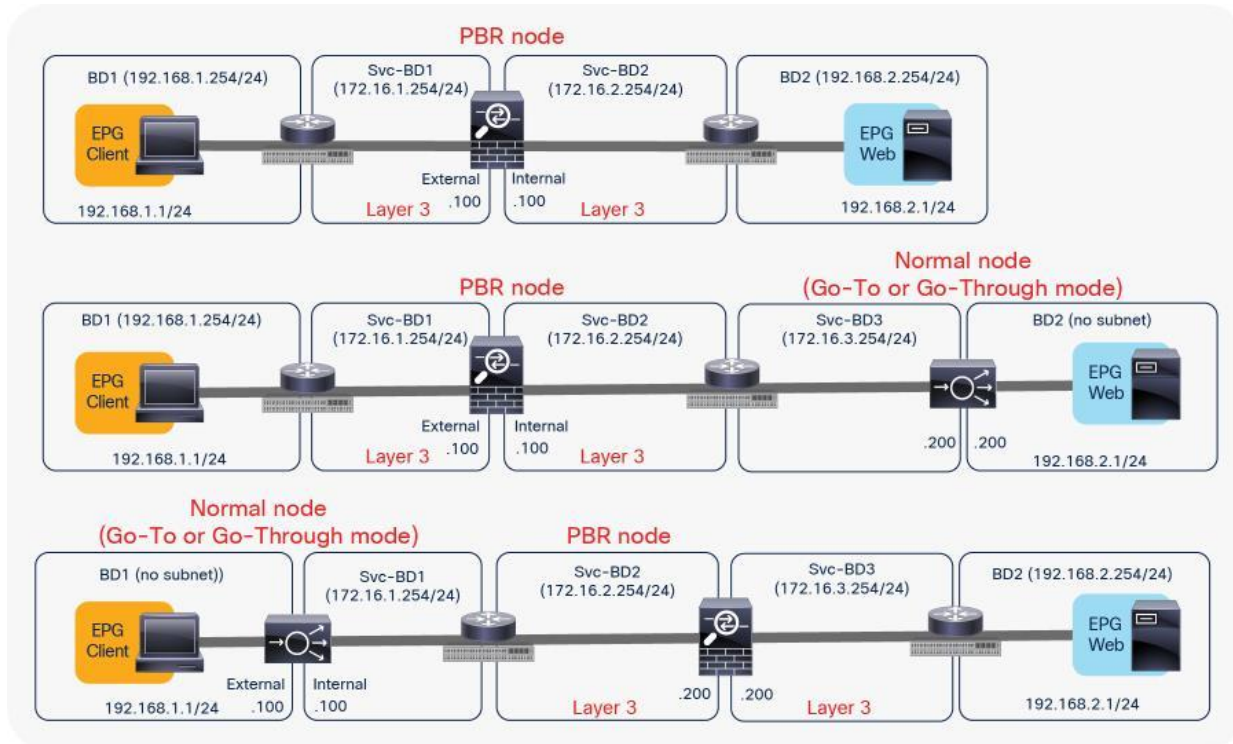 PBR node
BD1 (192.168.1.254/24)
Svc-BD1
(172.16.1.254/24)
Svc-BD2
(172.16.2.254/24)
BD2 (192.168.2.254/24)
EPG
Client
EPG
Web
192.168.1.1/24
External
.100
Internal
.100
Layer 3
Layer 3
192.168.2.1/24
Normal node
(Go-To or Go-Through mode)
PBR node
BD1 (192.168.1.254/24)
Svc-BD1
(172.16.1.254/24)
Svc-BD2
(172.16.2.254/24)
Svc-BD3
(172.16.3.254/24)
BD2 (no subnet)
EPG
Client
EPG
Web
192.168.1.1/24
External
.100
Internal
.100
Layer 3
Layer 3
.200
.200
192.168.2.1/24
Normal node
(Go-To or Go-Through mode)
PBR node
BD1 (no subnet))
Svc-BD1
(172.16.1.254/24)
Svc-BD2
(172.16.2.254/24)
Svc-BD3
(172.16.3.254/24)
BD2 (192.168.2.254/24)
EPG
Client
EPG
Web
192.168.1.1/24
External
.100
Internal
.100
.200
.200
Layer 3
Layer 3
192.168.2.1/24